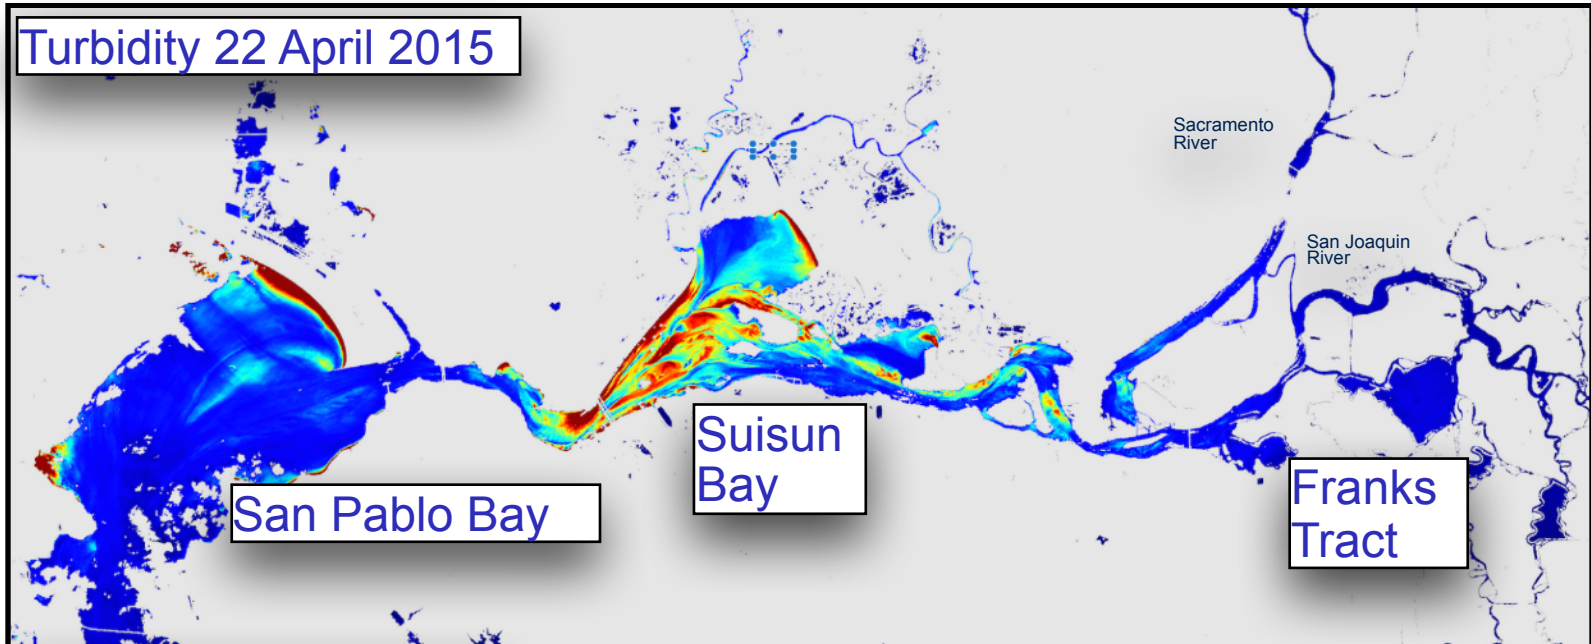 Turbidity 22 April 2015
Sacramento
River
San Joaquin
River
Suisun
Bay
San Pablo Bay
Franks
Tract